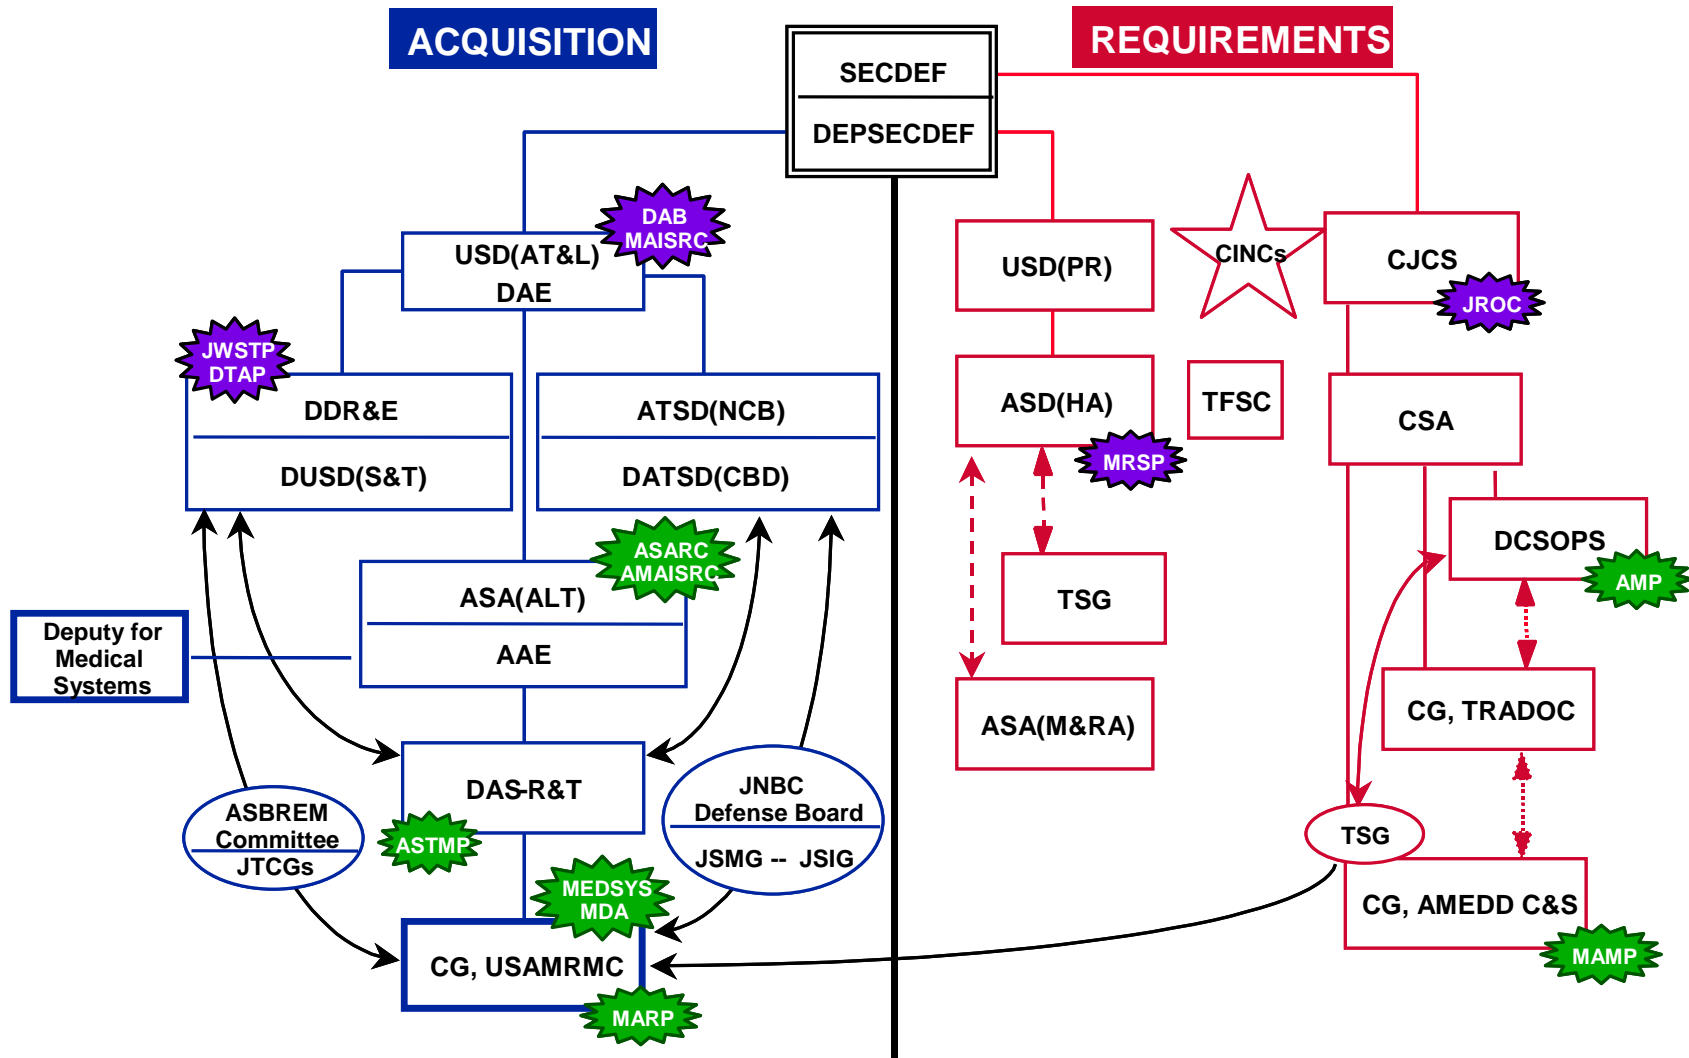 ACQUISITION
REQUIREMENTS
SECDEF
DEPSECDEF
DAB
MAISRC
USD(AT&L)
DAE
JWSTP
DTAP
DDR&E
DUSD(S&T)
ATSD(NCB)
DATSD(CBD)
ASARC
AMAISRC
ASA(ALT)
AAE
Deputy for
Medical
Systems
DAS-R&T
ASTMP
ASBREM
Committee
JTCGs
JNBC
Defense Board
JSMG -- JSIG
MEDSYS
MDA
CG, USAMRMC
MARP
USD(PR)
CINCs
CJCS
JROC
ASD(HA)
MRSP
TFSC
CSA
TSG
ASA(M&RA)
DCSOPS
AMP
CG, TRADOC
TSG
CG, AMEDD C&S
MAMP